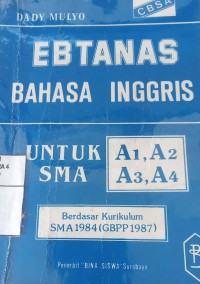 CBSA
DADY MULYO
EBTANAS
BAHASA INGGRIS
UNTUK
SMA
A1, A2
A3, A4
Berdasar Kurikulum
SMA 1984 (GBPP 1987)
Penerbit "BINA SISWA" Surabaya